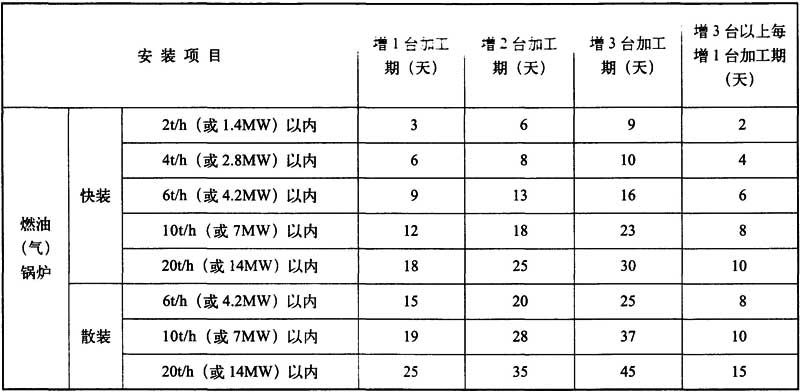 安装项目 增1台加工期（天） 增2台加工期（天） 增3台加工期（天） 增3台以上每增1台加工期（天）
燃油（气）锅炉
快装
2t/h（或1.4MW）以内 3 6 9 2
4t/h（或2.8MW）以内 6 8 10 4
6t/h（或4.2MW）以内 9 13 16 6
10t/h（或7MW）以内 12 18 23 8
20t/h（或14MW）以内 18 25 30 10
散装
6t/h（或4.2MW）以内 15 20 25 8
10t/h（或7MW）以内 19 28 37 10
20t/h（或14MW）以内 25 35 45 15